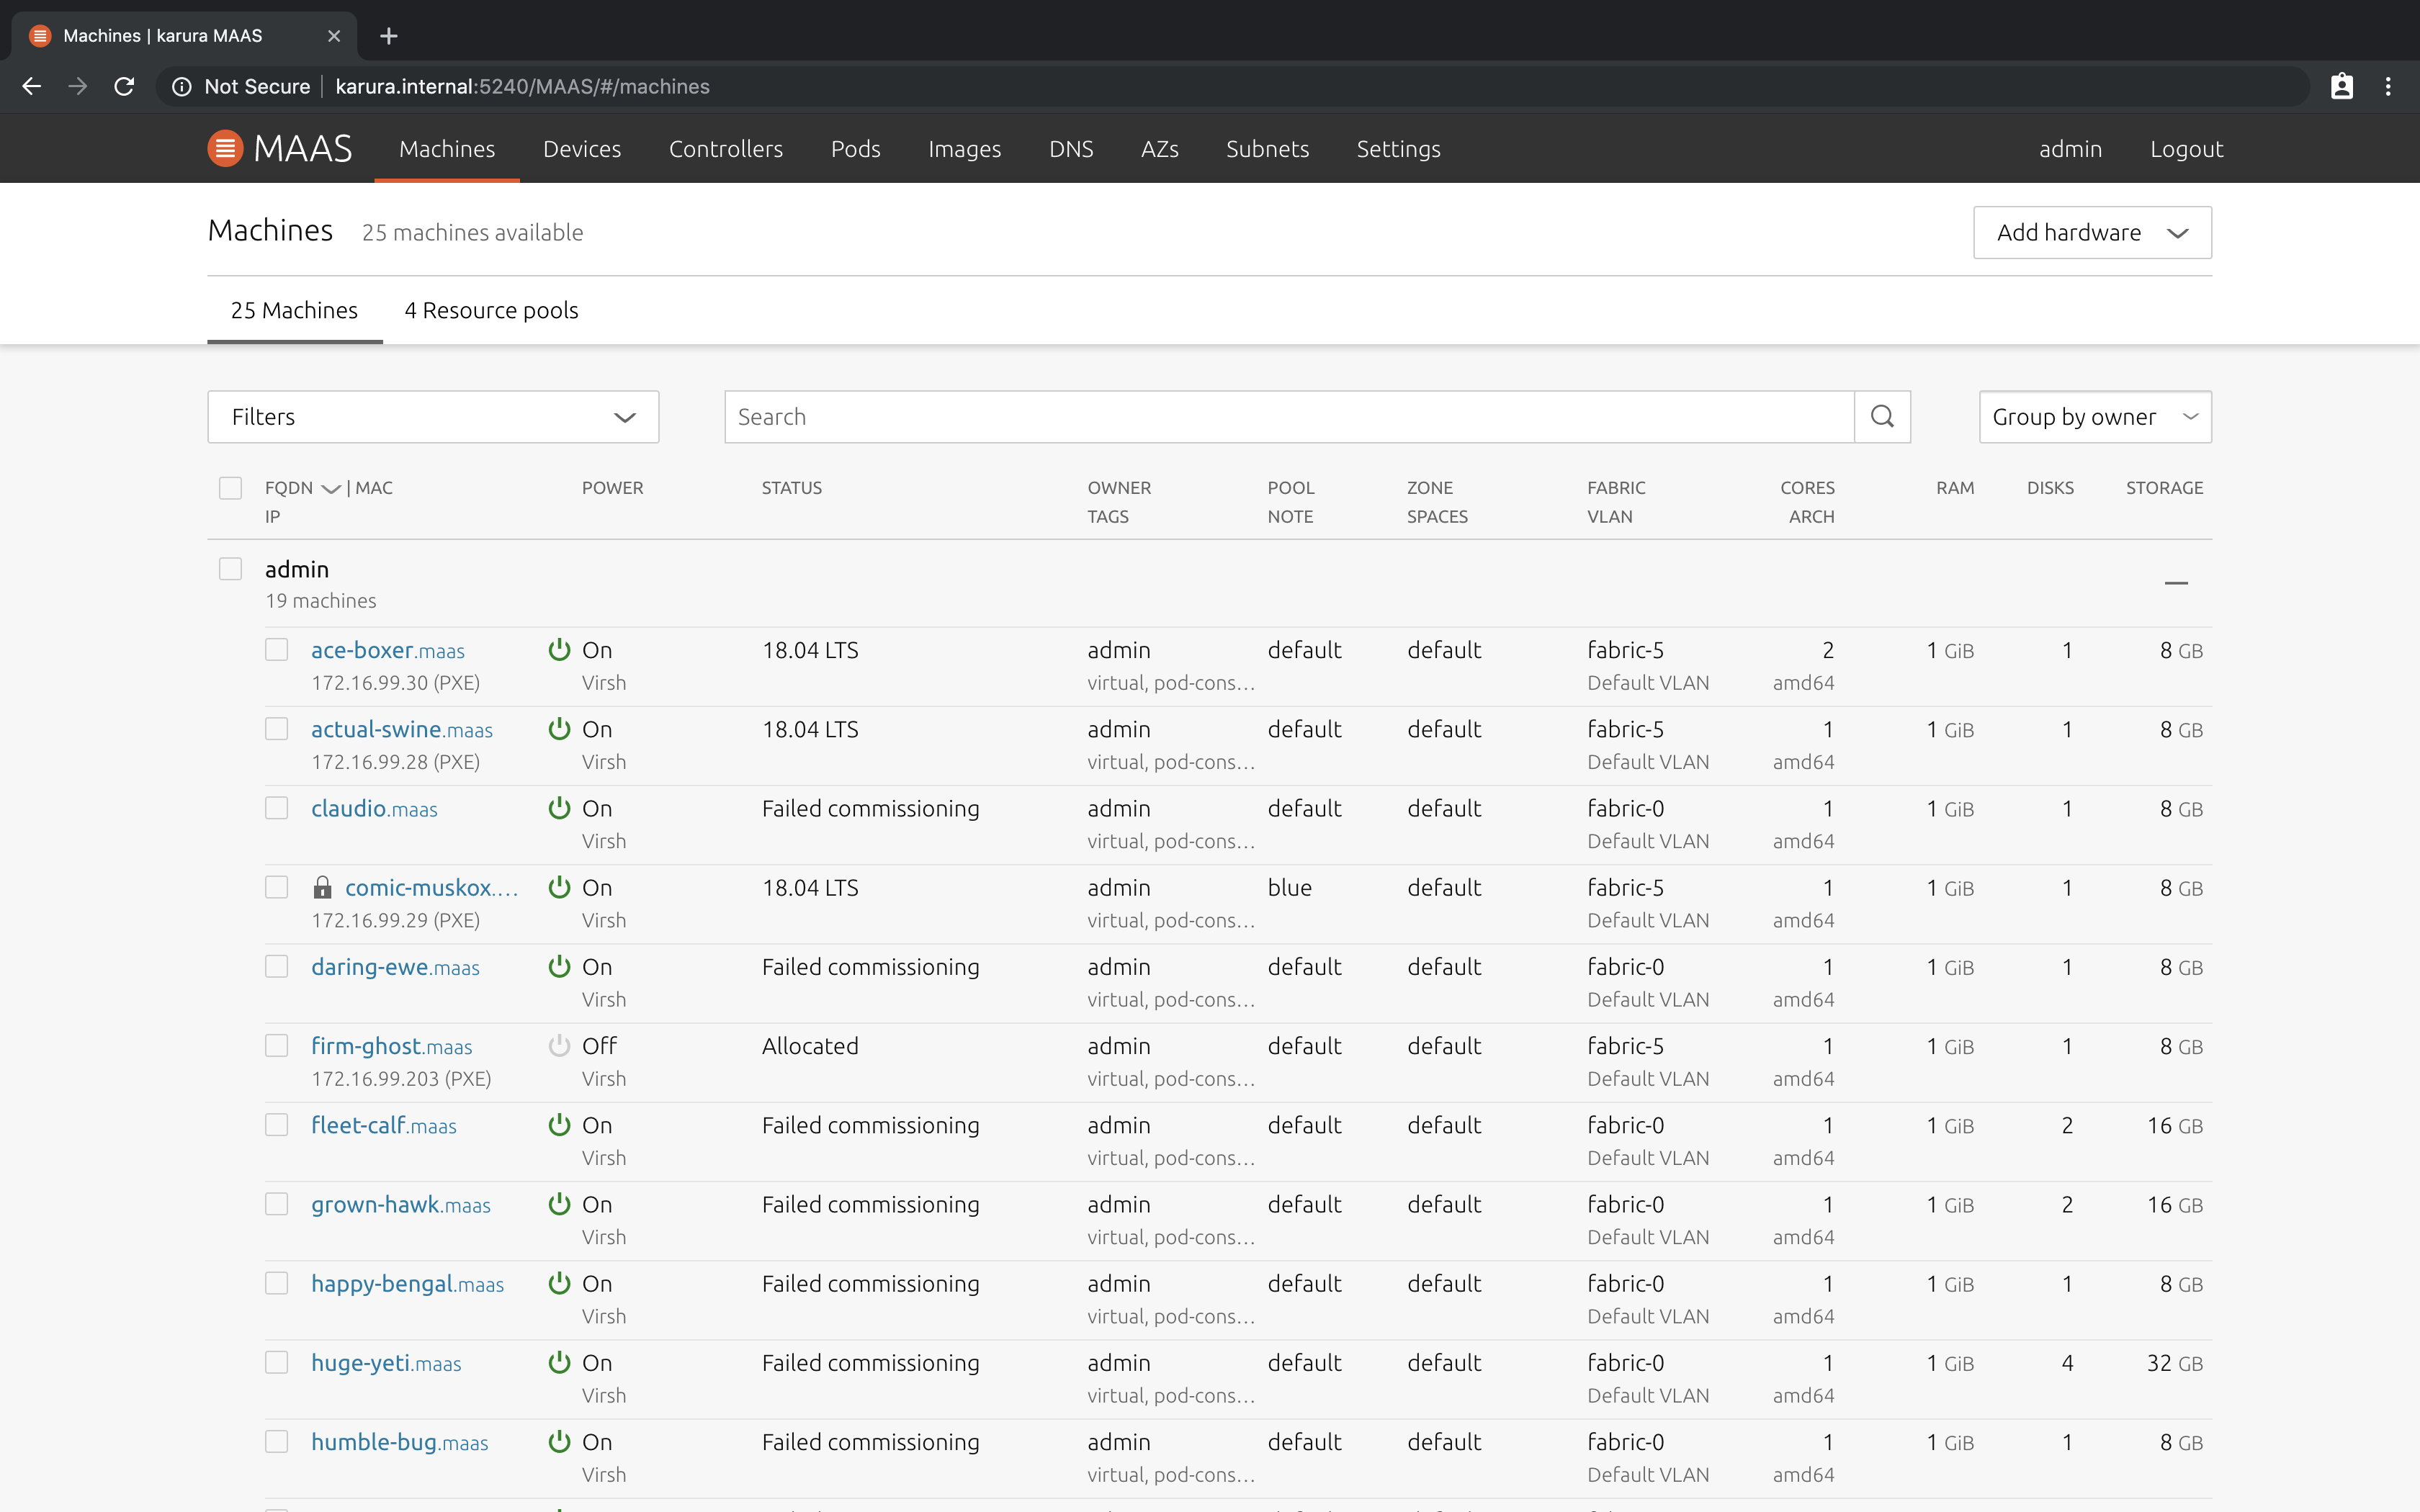 Machines | karura MAAS
Not Secure | karura.internal:5240/MAAS/#/machines
MAAS Machines Devices Controllers Pods Images DNS AZs Subnets Settings admin Logout
Machines 25 machines available Add hardware
25 Machines 4 Resource pools
Filters Search Group by owner
FQDN | MAC POWER STATUS OWNER POOL ZONE FABRIC CORES RAM DISKS STORAGE
IP TAGS NOTE SPACES VLAN ARCH
admin
19 machines
ace-boxer.maas On 18.04 LTS admin default default fabric-5 2 1 GiB 1 8 GB
172.16.99.30 (PXE) Virsh virtual, pod-cons... Default VLAN amd64
actual-swine.maas On 18.04 LTS admin default default fabric-5 1 1 GiB 1 8 GB
172.16.99.28 (PXE) Virsh virtual, pod-cons... Default VLAN amd64
claudio.maas On Failed commissioning admin default default fabric-0 1 1 GiB 1 8 GB
Virsh virtual, pod-cons... Default VLAN amd64
comic-muskox.... On 18.04 LTS admin blue default fabric-5 1 1 GiB 1 8 GB
172.16.99.29 (PXE) Virsh virtual, pod-cons... Default VLAN amd64
daring-ewe.maas On Failed commissioning admin default default fabric-0 1 1 GiB 1 8 GB
Virsh virtual, pod-cons... Default VLAN amd64
firm-ghost.maas Off Allocated admin default default fabric-5 1 1 GiB 1 8 GB
172.16.99.203 (PXE) Virsh virtual, pod-cons... Default VLAN amd64
fleet-calf.maas On Failed commissioning admin default default fabric-0 1 1 GiB 2 16 GB
Virsh virtual, pod-cons... Default VLAN amd64
grown-hawk.maas On Failed commissioning admin default default fabric-0 1 1 GiB 2 16 GB
Virsh virtual, pod-cons... Default VLAN amd64
happy-bengal.maas On Failed commissioning admin default default fabric-0 1 1 GiB 1 8 GB
Virsh virtual, pod-cons... Default VLAN amd64
huge-yeti.maas On Failed commissioning admin default default fabric-0 1 1 GiB 4 32 GB
Virsh virtual, pod-cons... Default VLAN amd64
humble-bug.maas On Failed commissioning admin default default fabric-0 1 1 GiB 1 8 GB
Virsh virtual, pod-cons... Default VLAN amd64